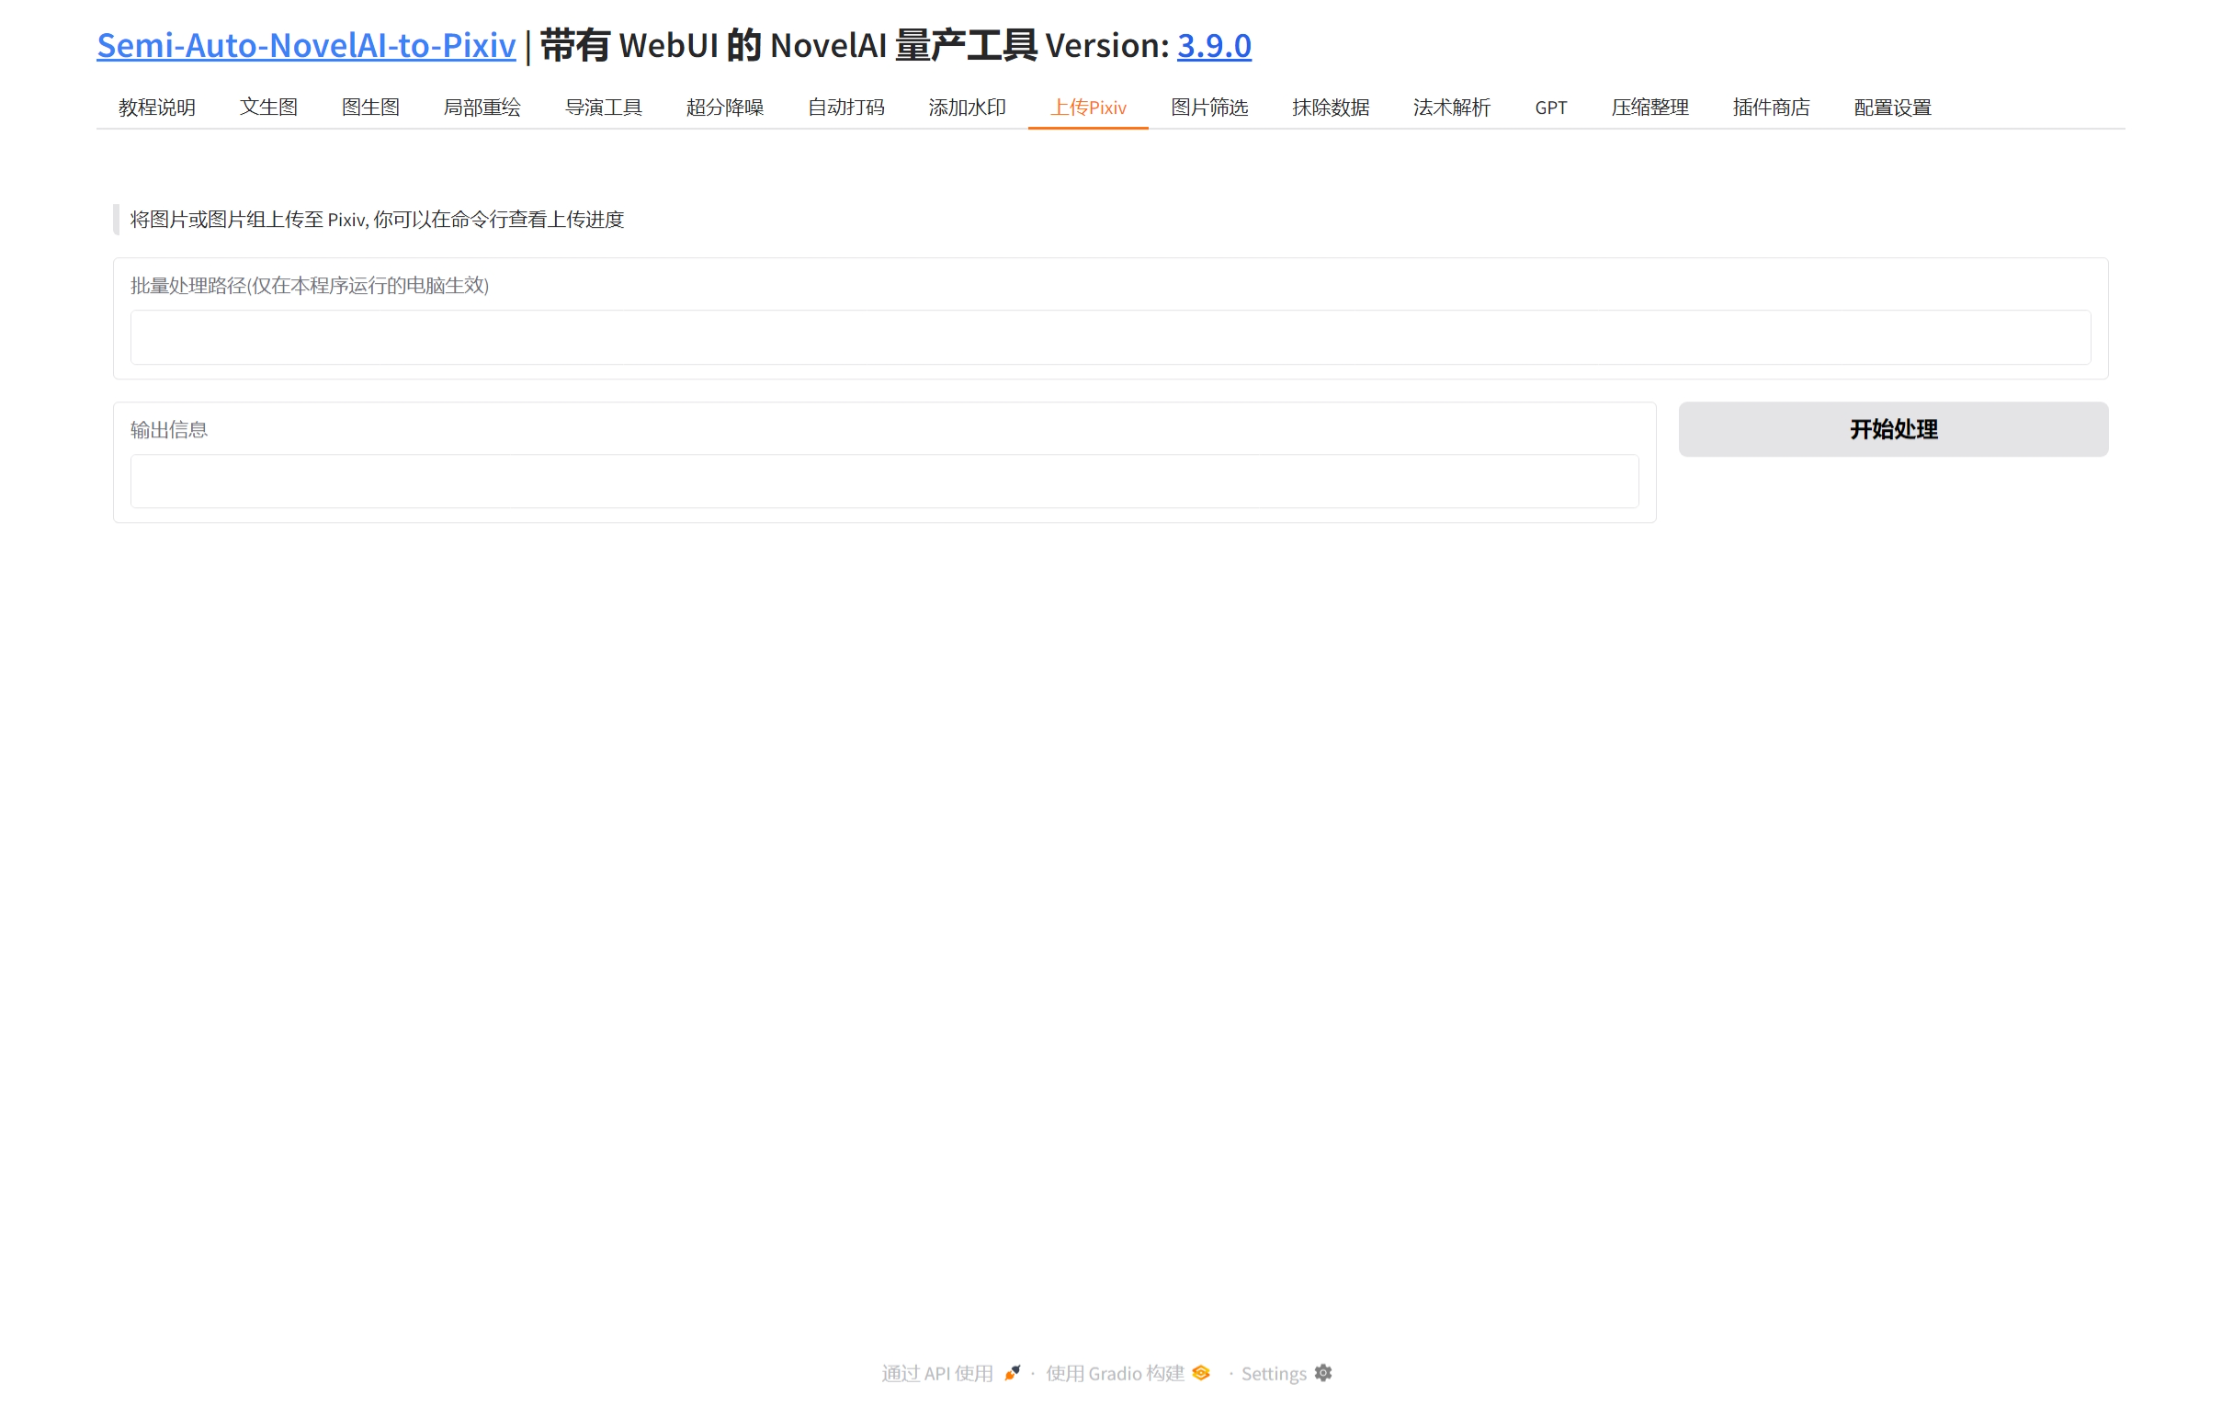 Semi-Auto-NovelAI-to-Pixiv | 带有 WebUI 的 NovelAI 量产工具 Version: 3.9.0
教程说明 文生图 图生图 局部重绘 导演工具 超分降噪 自动打码 添加水印 上传Pixiv 图片筛选 抹除数据 法术解析 GPT 压缩整理 插件商店 配置设置
将图片或图片组上传至 Pixiv, 你可以在命令行查看上传进度
批量处理路径(仅在本程序运行的电脑生效)
输出信息
开始处理
通过 API 使用 · 使用 Gradio 构建 · Settings